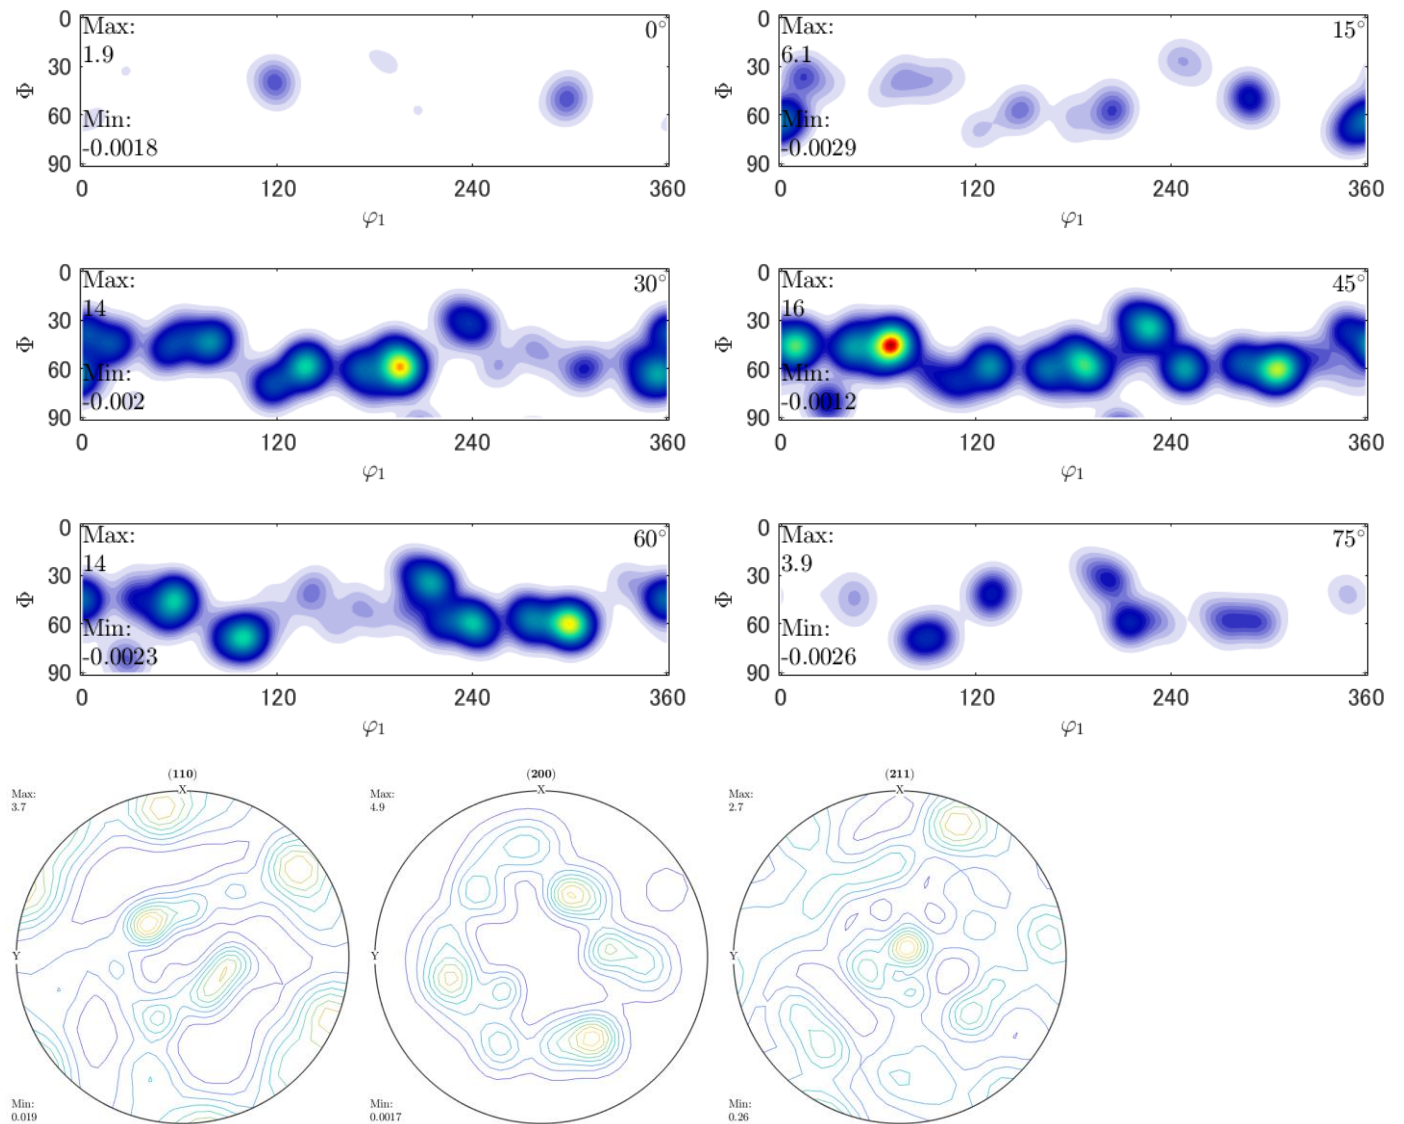 Max:
1.9
0°
Min:
-0.0018
0
30
60
90
Φ
0
120
240
360
φ1
Max:
6.1
15°
Min:
-0.0029
0
30
60
90
Φ
0
120
240
360
φ1
Max:
14
30°
Min:
-0.002
0
30
60
90
Φ
0
120
240
360
φ1
Max:
16
45°
Min:
-0.0012
0
30
60
90
Φ
0
120
240
360
φ1
Max:
14
60°
Min:
-0.0023
0
30
60
90
Φ
0
120
240
360
φ1
Max:
3.9
75°
Min:
-0.0026
0
30
60
90
Φ
0
120
240
360
φ1
(110)
X
Max:
3.7
Y
Min:
0.019
(200)
X
Max:
4.9
Y
Min:
0.0017
(211)
X
Max:
2.7
Y
Min:
0.26